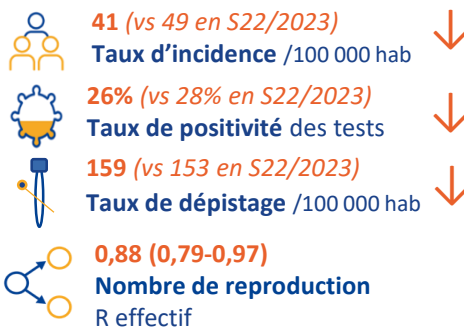 41 (vs 49 en S22/2023)
Taux d’incidence /100 000 hab
26% (vs 28% en S22/2023)
Taux de positivité des tests
159 (vs 153 en S22/2023)
Taux de dépistage /100 000 hab
0,88 (0,79-0,97)
Nombre de reproduction
R effectif